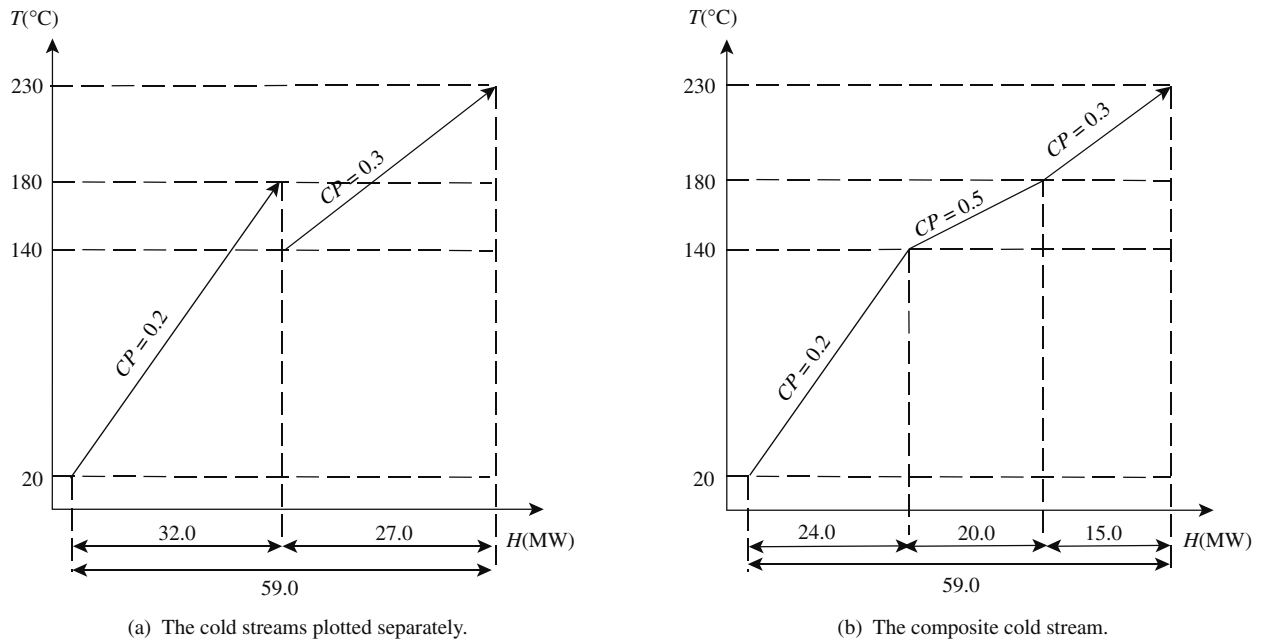 T(°C)
230
180
140
20
CP = 0.2
CP = 0.3
32.0
27.0
H(MW)
59.0
(a) The cold streams plotted separately.
T(°C)
230
180
140
20
CP = 0.2
CP = 0.5
CP = 0.3
24.0
20.0
15.0
H(MW)
59.0
(b) The composite cold stream.